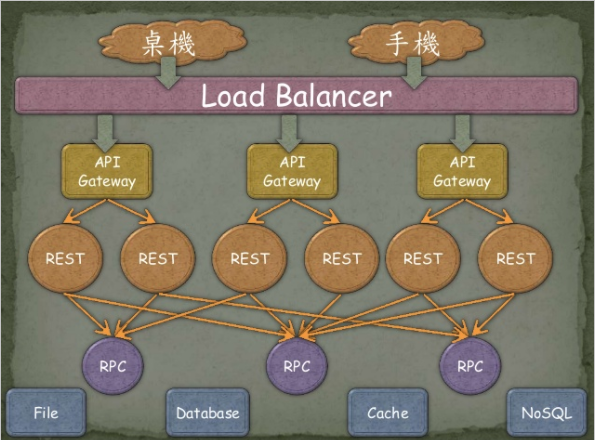 桌機
手機
Load Balancer
API
Gateway
API
Gateway
API
Gateway
REST
REST
REST
REST
REST
REST
RPC
RPC
RPC
File
Database
Cache
NoSQL